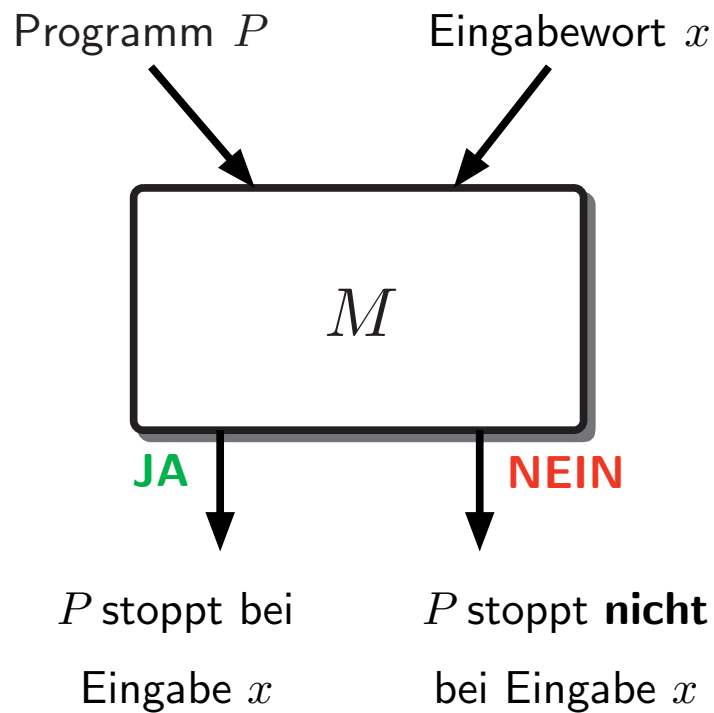 Programm P
Eingabewort x
M
JA
NEIN
P stoppt bei
Eingabe x
P stoppt nicht
bei Eingabe x